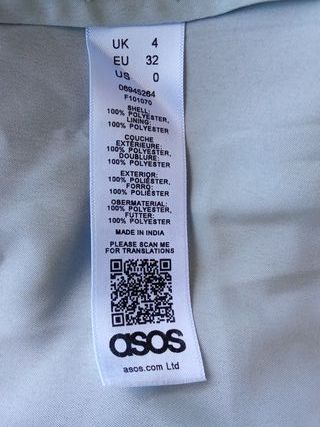 UK 4
EU 32
US 0
06945264
F101070
SHELL:
100% POLYESTER,
LINING:
100% POLYESTER
COUCHE
EXTÉRIEURE:
100% POLYESTER,
DOUBLURE:
100% POLYESTER
EXTERIOR:
100% POLIÉSTER,
FORRO:
100% POLIÉSTER
OBERMATERIAL:
100% POLYESTER,
FUTTER:
100% POLYESTER
MADE IN INDIA
PLEASE SCAN ME
FOR TRANSLATIONS
asos
asos.com Ltd